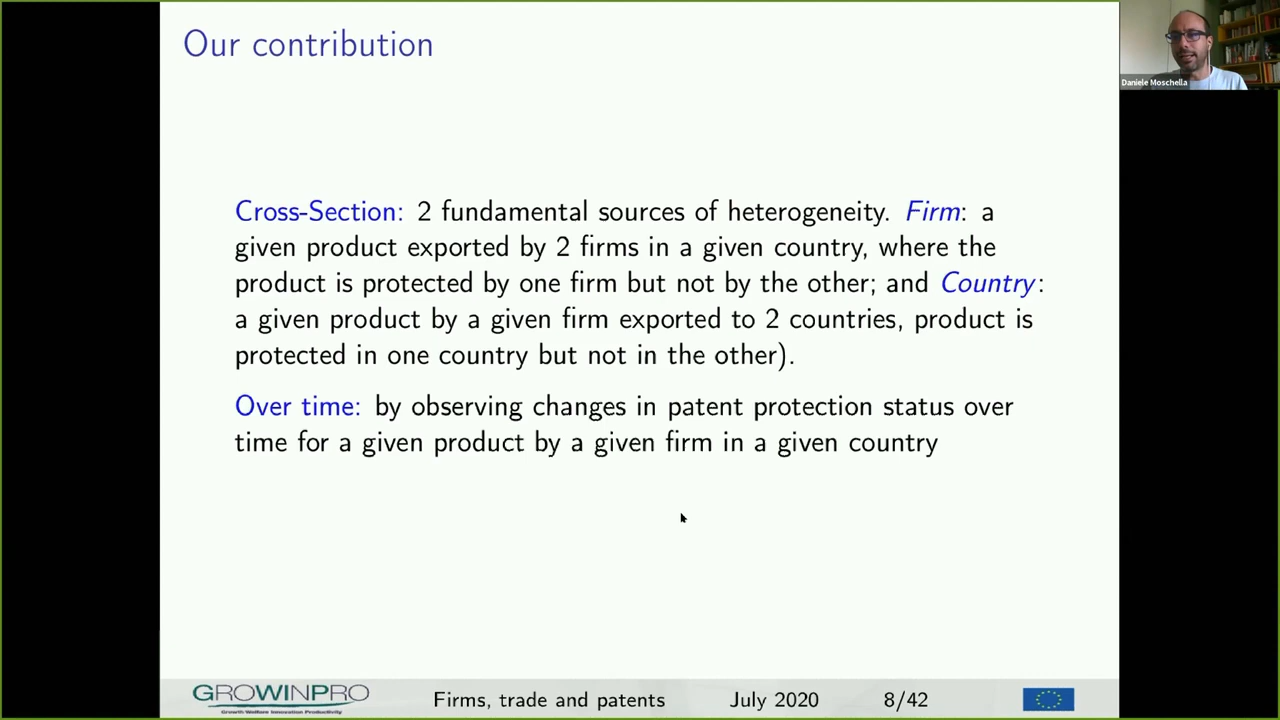 Our contribution
Daniele Moschella
Cross-Section: 2 fundamental sources of heterogeneity. Firm: a
given product exported by 2 firms in a given country, where the
product is protected by one firm but not by the other; and Country:
a given product by a given firm exported to 2 countries, product is
protected in one country but not in the other).
Over time: by observing changes in patent protection status over
time for a given product by a given firm in a given country
GROWINPRO
Growth Welfare Innovation Productivity
Firms, trade and patents
July 2020
8/42